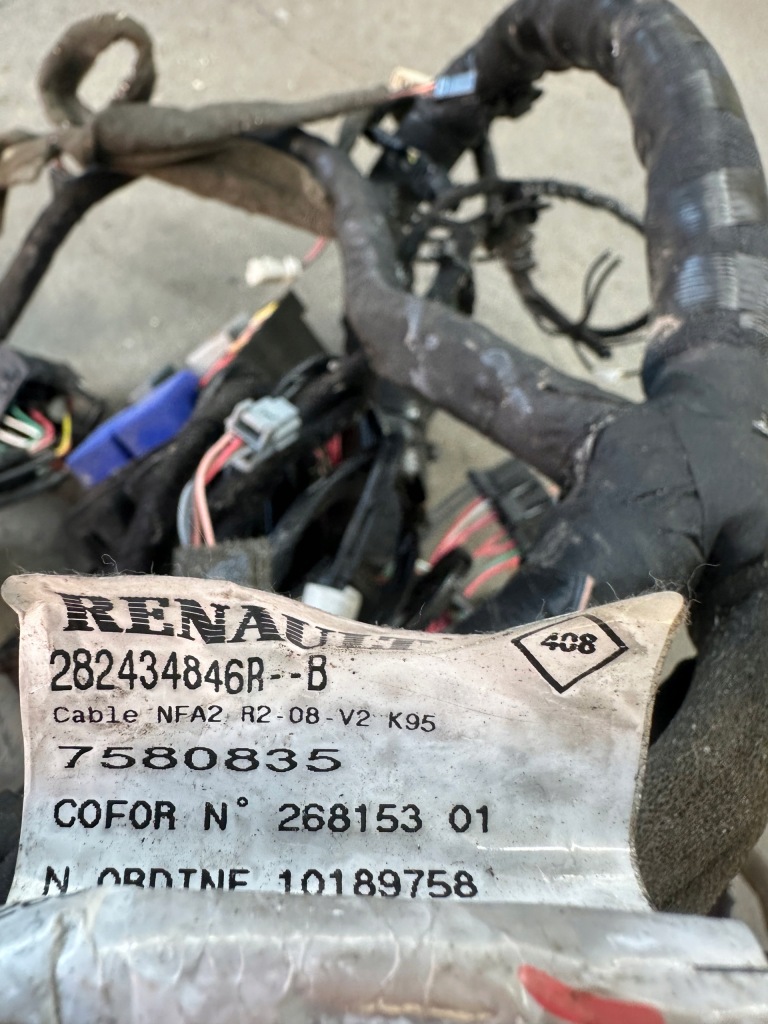 RENAULT
408
282434846R--B
Cable NFA2 R2-08-V2 K95
7580835
COFOR N° 268153 01
N ORDINE 10189758